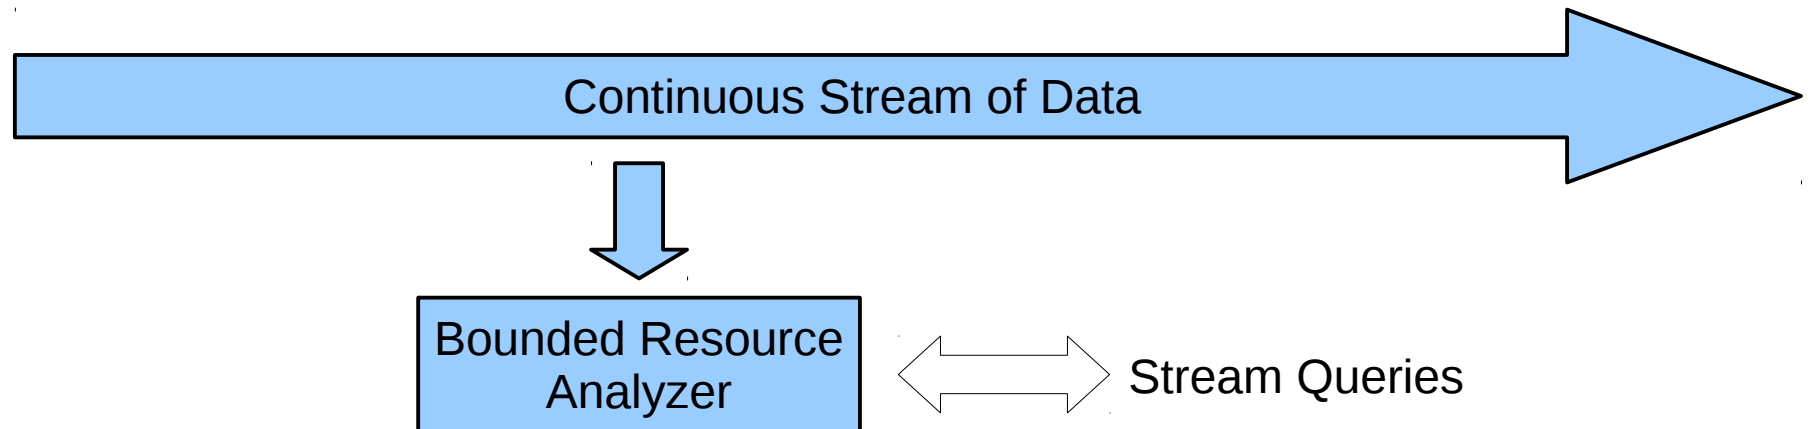 Continuous Stream of Data
Bounded Resource
Analyzer
Stream Queries